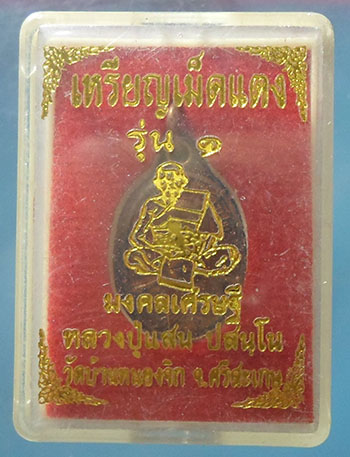 เหรียญเม็ดแตง
รุ่น ๑
มงคลเศรษฐี
หลวงปู่แสน ปสนฺโน
วัดบ้านหนองจิก จ.ศรีสะเกษ